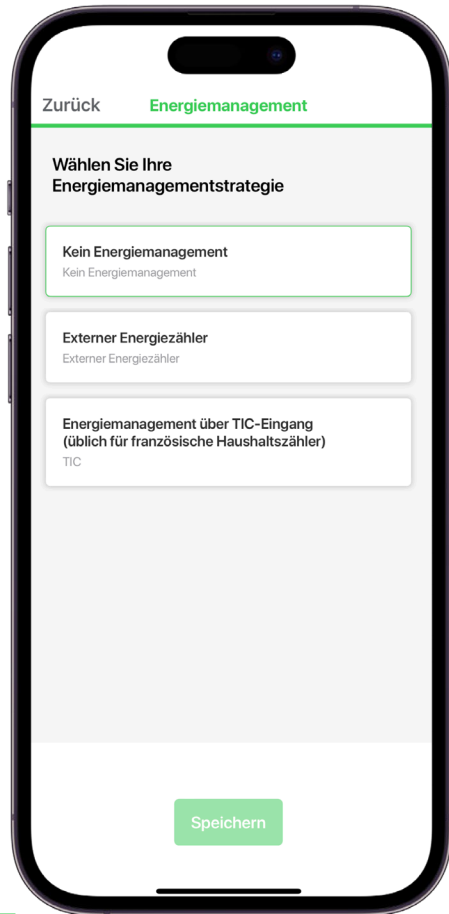 Zurück Energiemanagement
Wählen Sie Ihre
Energiemanagementstrategie
Kein Energiemanagement
Kein Energiemanagement
Externer Energiezähler
Externer Energiezähler
Energiemanagement über TIC-Eingang
(üblich für französische Haushaltszähler)
TIC
Speichern